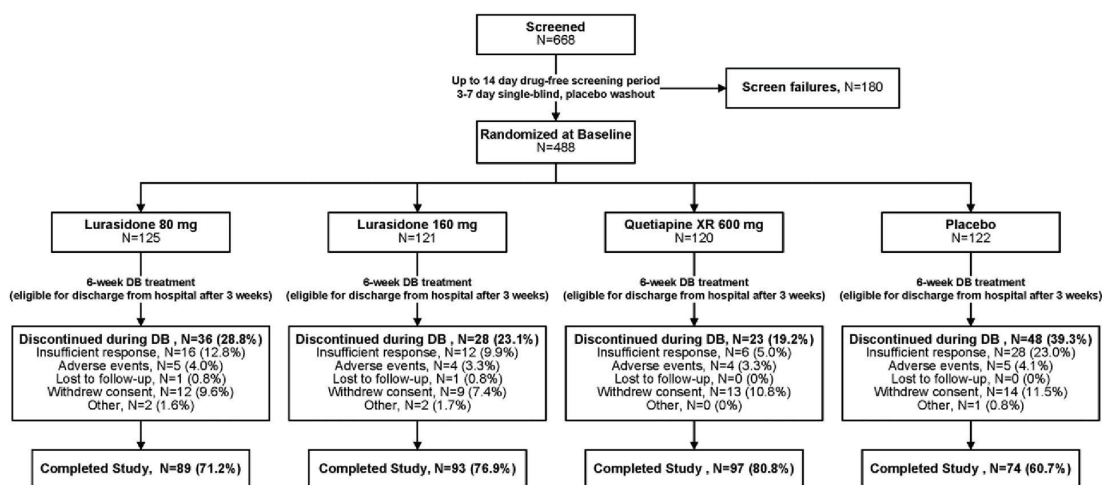 Screened
N=668
Up to 14 day drug-free screening period
3-7 day single-blind, placebo washout
Screen failures, N=180
Randomized at Baseline
N=488
Lurasidone 80 mg
N=125
6-week DB treatment
(eligible for discharge from hospital after 3 weeks)
Discontinued during DB , N=36 (28.8%)
Insufficient response, N=16 (12.8%)
Adverse events, N=5 (4.0%)
Lost to follow-up, N=1 (0.8%)
Withdrew consent, N=12 (9.6%)
Other, N=2 (1.6%)
Completed Study, N=89 (71.2%)
Lurasidone 160 mg
N=121
6-week DB treatment
(eligible for discharge from hospital after 3 weeks)
Discontinued during DB , N=28 (23.1%)
Insufficient response, N=12 (9.9%)
Adverse events, N=4 (3.3%)
Lost to follow-up, N=1 (0.8%)
Withdrew consent, N=9 (7.4%)
Other, N=2 (1.7%)
Completed Study, N=93 (76.9%)
Quetiapine XR 600 mg
N=120
6-week DB treatment
(eligible for discharge from hospital after 3 weeks)
Discontinued during DB, N=23 (19.2%)
Insufficient response, N=6 (5.0%)
Adverse events, N=4 (3.3%)
Lost to follow-up, N=0 (0%)
Withdrew consent, N=13 (10.8%)
Other, N=0 (0%)
Completed Study , N=97 (80.8%)
Placebo
N=122
6-week DB treatment
(eligible for discharge from hospital after 3 weeks)
Discontinued during DB , N=48 (39.3%)
Insufficient response, N=28 (23.0%)
Adverse events, N=5 (4.1%)
Lost to follow-up, N=0 (0%)
Withdrew consent, N=14 (11.5%)
Other, N=1 (0.8%)
Completed Study , N=74 (60.7%)